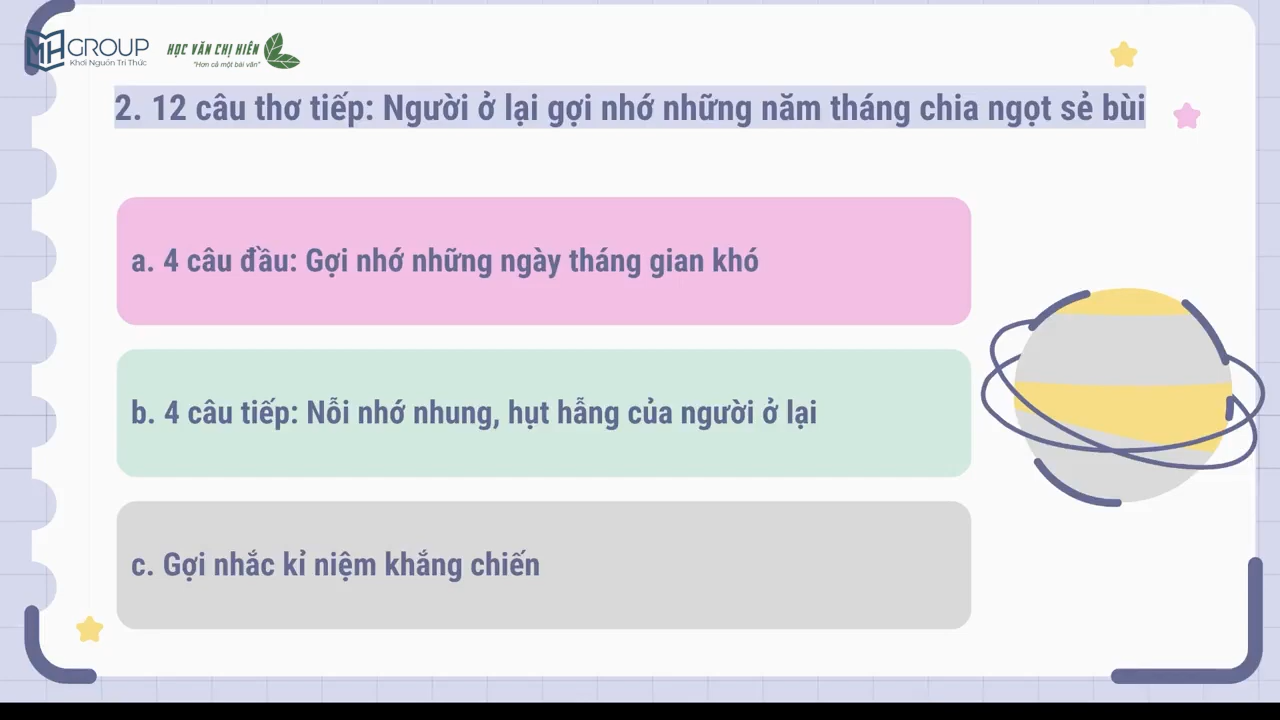 MH GROUP
Khơi Nguồn Tri Thức
HỌC VĂN CHỊ HIÊN
"Hơn cả một bài văn"
2. 12 câu thơ tiếp: Người ở lại gợi nhớ những năm tháng chia ngọt sẻ bùi
a. 4 câu đầu: Gợi nhớ những ngày tháng gian khó
b. 4 câu tiếp: Nỗi nhớ nhung, hụt hẫng của người ở lại
c. Gợi nhắc kỉ niệm khắng chiến